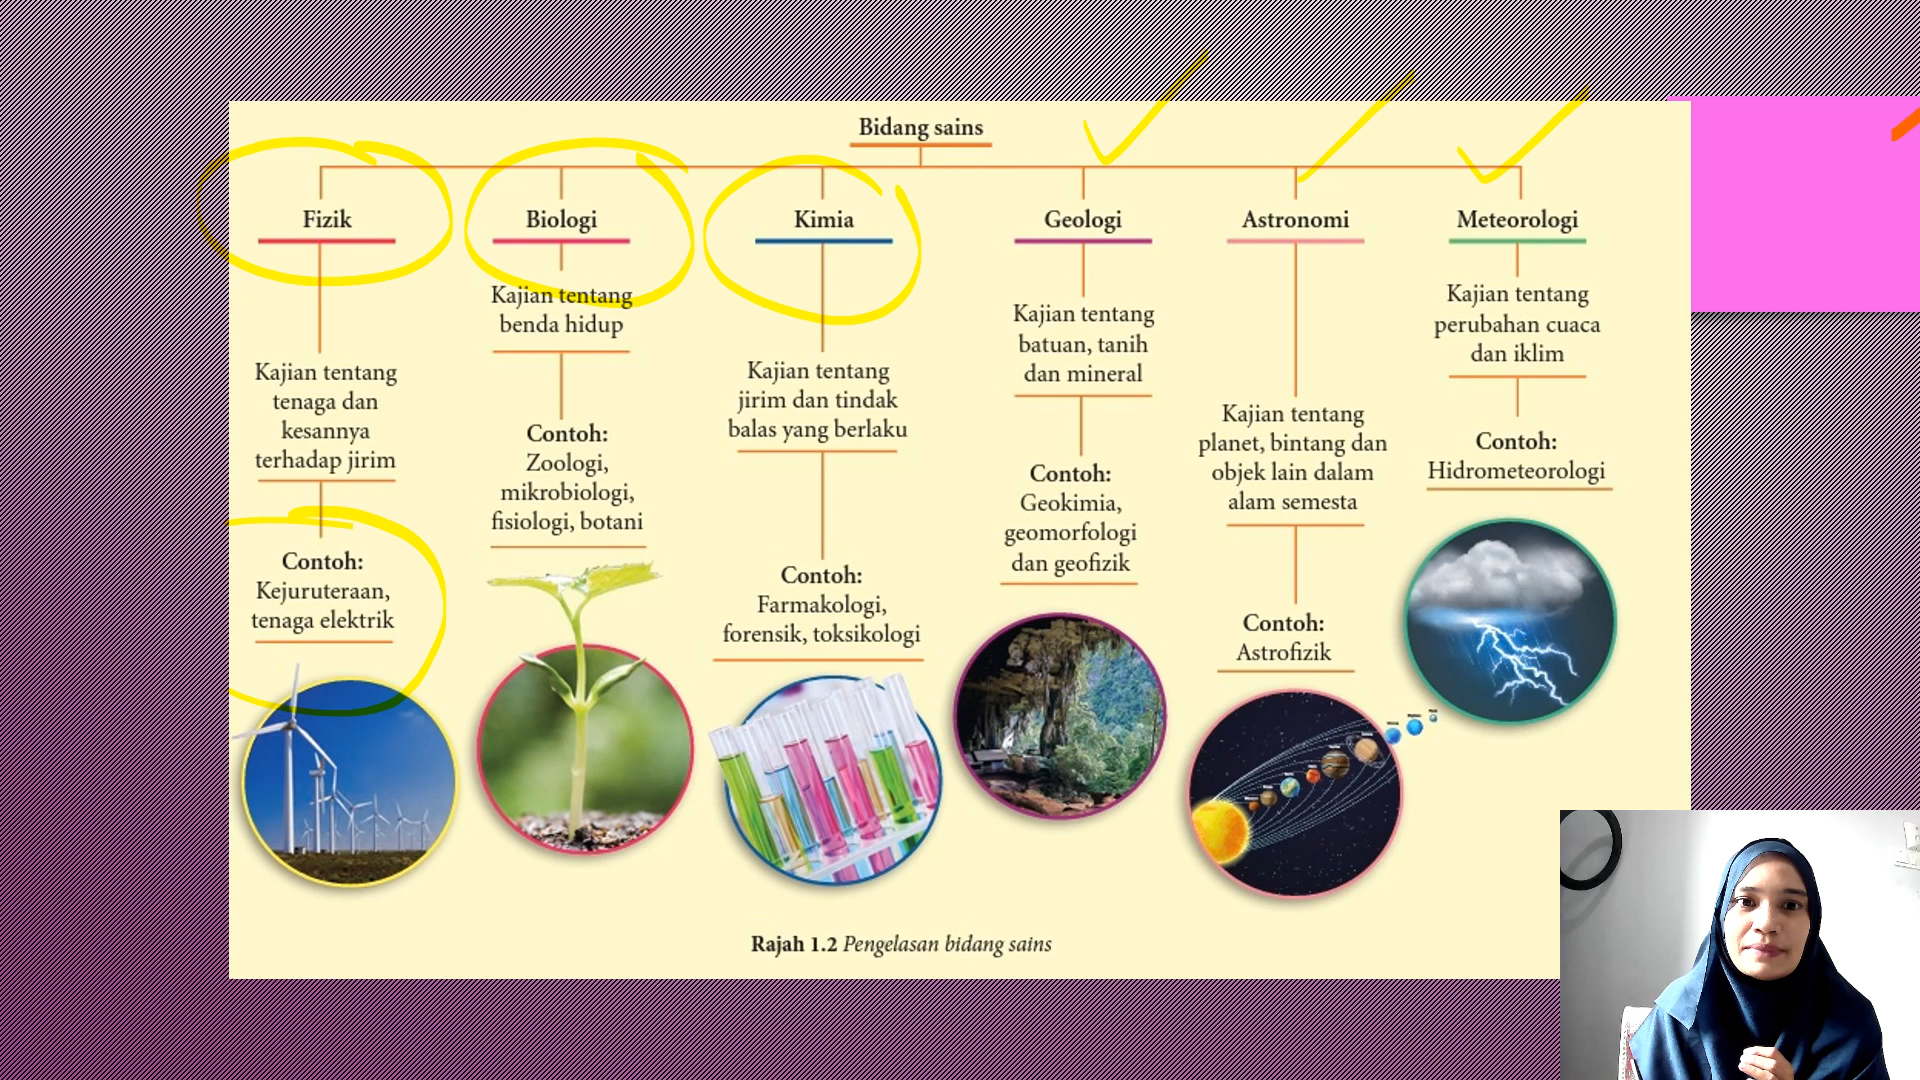 Bidang sains
Fizik
Kajian tentang
tenaga dan
kesannya
terhadap jirim
Contoh:
Kejuruteraan,
tenaga elektrik
Biologi
Kajian tentang
benda hidup
Contoh:
Zoologi,
mikrobiologi,
fisiologi, botani
Kimia
Kajian tentang
jirim dan tindak
balas yang berlaku
Contoh:
Farmakologi,
forensik, toksikologi
Geologi
Kajian tentang
batuan, tanih
dan mineral
Contoh:
Geokimia,
geomorfologi
dan geofizik
Astronomi
Kajian tentang
planet, bintang dan
objek lain dalam
alam semesta
Contoh:
Astrofizik
Meteorologi
Kajian tentang
perubahan cuaca
dan iklim
Contoh:
Hidrometeorologi
Rajah 1.2 Pengelasan bidang sains